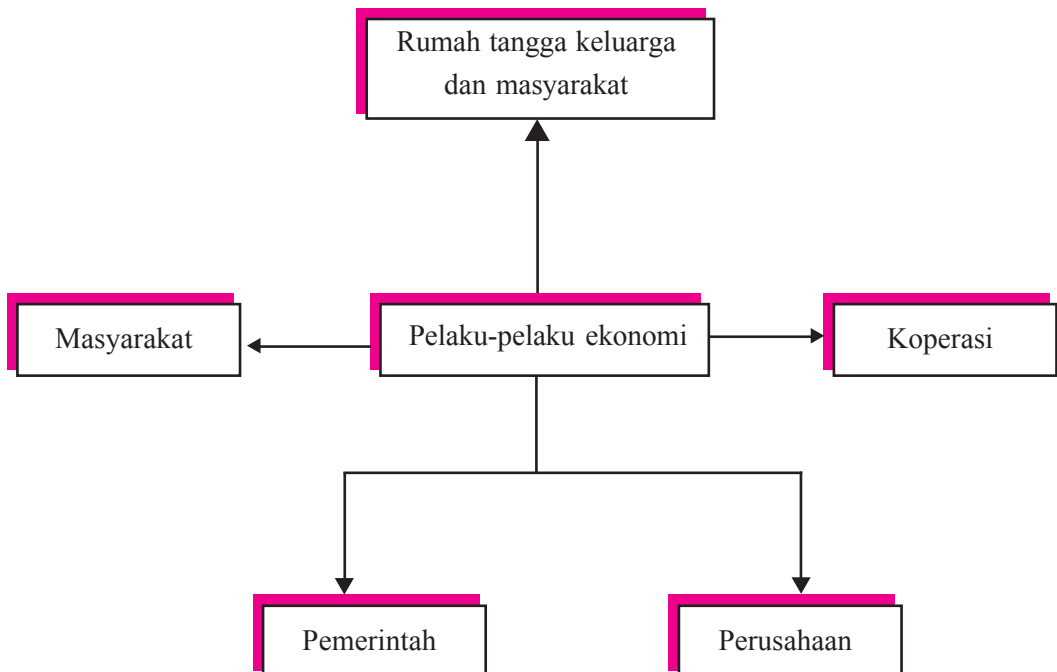 Rumah tangga keluarga
dan masyarakat
Masyarakat
Pelaku-pelaku ekonomi
Koperasi
Pemerintah
Perusahaan